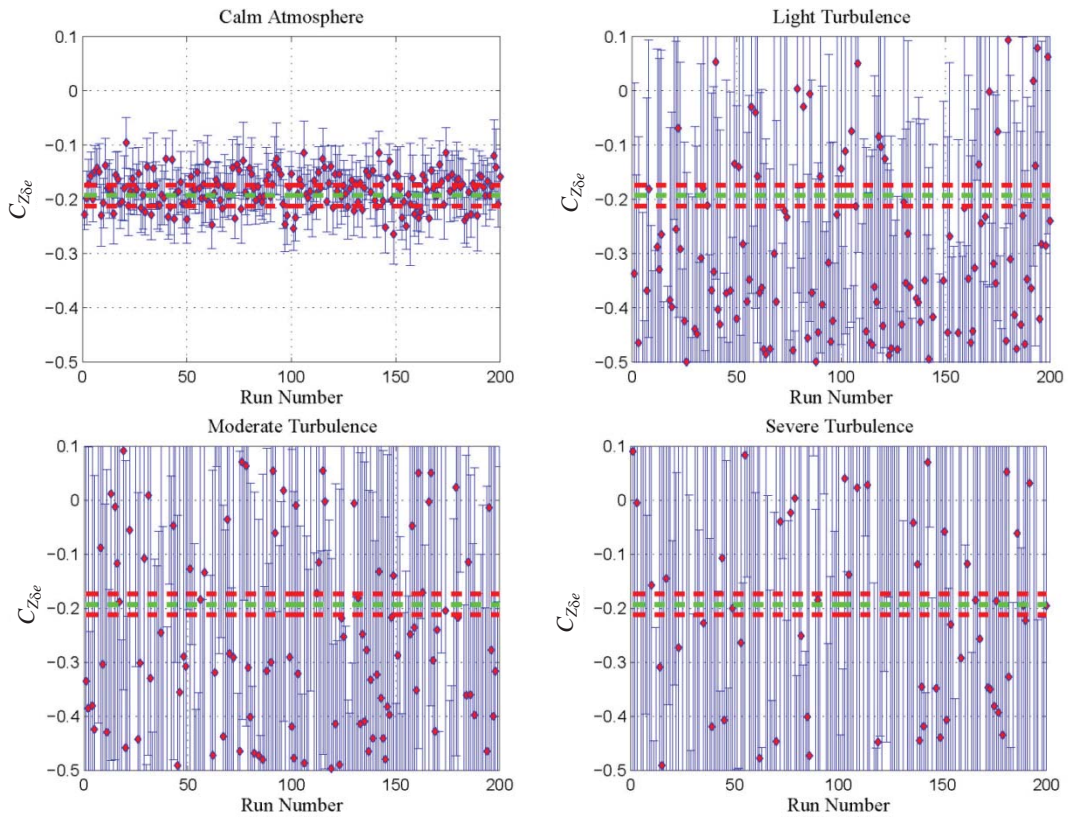 Calm Atmosphere
0.1
0
−0.1
−0.2
−0.3
−0.4
−0.5
C_{Zδe}
0 50 100 150 200
Run Number
Light Turbulence
0.1
0
−0.1
−0.2
−0.3
−0.4
−0.5
C_{Zδe}
0 50 100 150 200
Run Number
Moderate Turbulence
0.1
0
−0.1
−0.2
−0.3
−0.4
−0.5
C_{Zδe}
0 50 100 150 200
Run Number
Severe Turbulence
0.1
0
−0.1
−0.2
−0.3
−0.4
−0.5
C_{Zδe}
0 50 100 150 200
Run Number